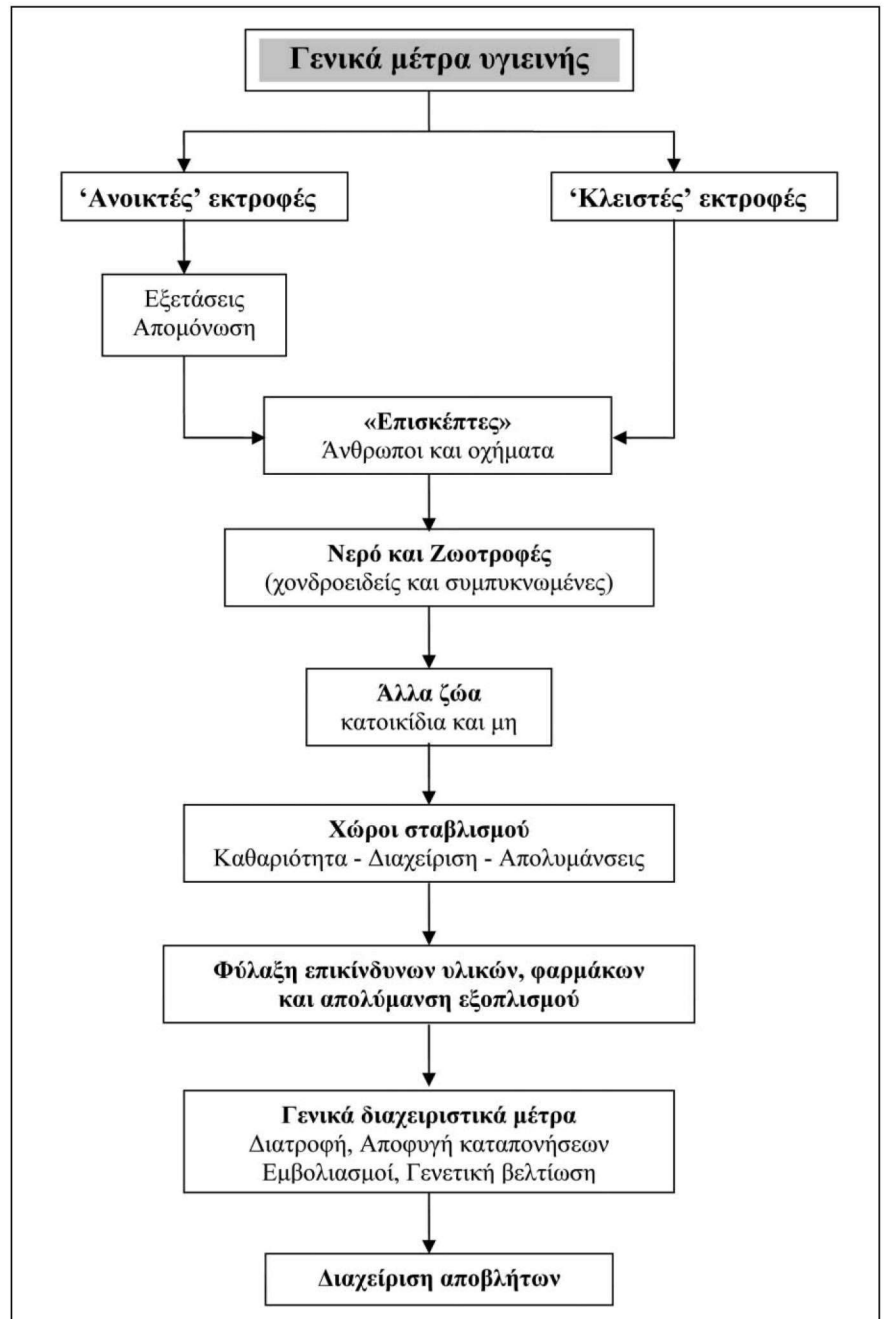 Γενικά μέτρα υγιεινής
‘Ανοικτές’ εκτροφές
‘Κλειστές’ εκτροφές
Εξετάσεις
Απομόνωση
«Επισκέπτες»
Άνθρωποι και οχήματα
Νερό και Ζωοτροφές
(χονδροειδείς και συμπυκνωμένες)
Άλλα ζώα
κατοικίδια και μη
Χώροι σταβλισμού
Καθαριότητα - Διαχείριση - Απολυμάνσεις
Φύλαξη επικίνδυνων υλικών, φαρμάκων
και απολύμανση εξοπλισμού
Γενικά διαχειριστικά μέτρα
Διατροφή, Αποφυγή καταπονήσεων
Εμβολιασμοί, Γενετική βελτίωση
Διαχείριση αποβλήτων